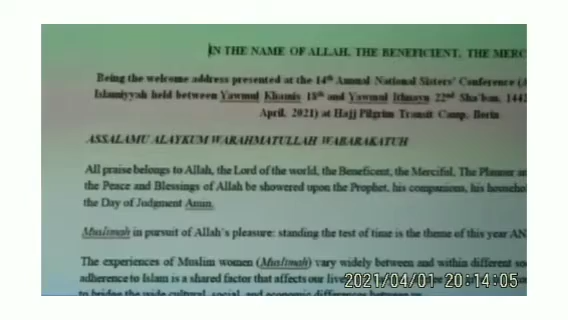 IN THE NAME OF ALLAH, THE BENEFICIENT, THE MERC
Being the welcome address presented at the 14th Annual National Sisters' Conference (A
Islamiyyah held between Yawmul Khamis 18th and Yawmul Ithnayn 22nd Sha'ban, 144
April, 2021) at Hajj Pilgrim Transit Camp, Ilorin
ASSALAMU ALAYKUM WARAHMATULLAH WABARAKATUH
All praise belongs to Allah, the Lord of the world, the Beneficent, the Merciful, The Planner an
the Peace and Blessings of Allah be showered upon the Prophet, his companions, his househo
the Day of Judgment Amin.
Muslimah in pursuit of Allah's pleasure: standing the test of time is the theme of this year AN
The experiences of Muslim women (Muslimah) vary widely between and within different so
adherence to Islam is a shared factor that affects our live
to bridge the wide cultural, social, and economic differences between us
2021/04/01 20:14:05